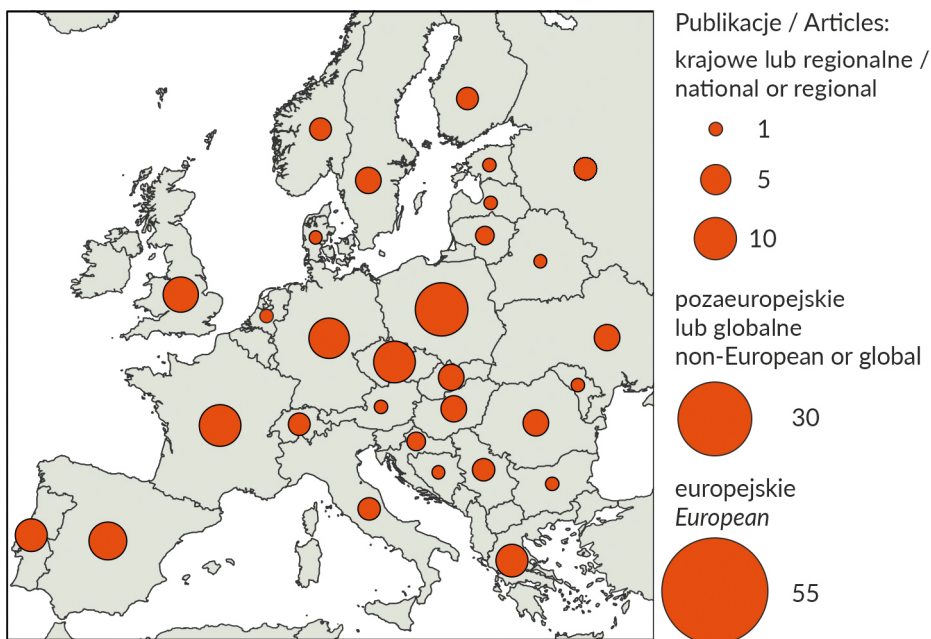 Publikacje / Articles:
krajowe lub regionalne /
national or regional
1
5
10
pozaeuropejskie
lub globalne
non-European or global
30
europejskie
European
55